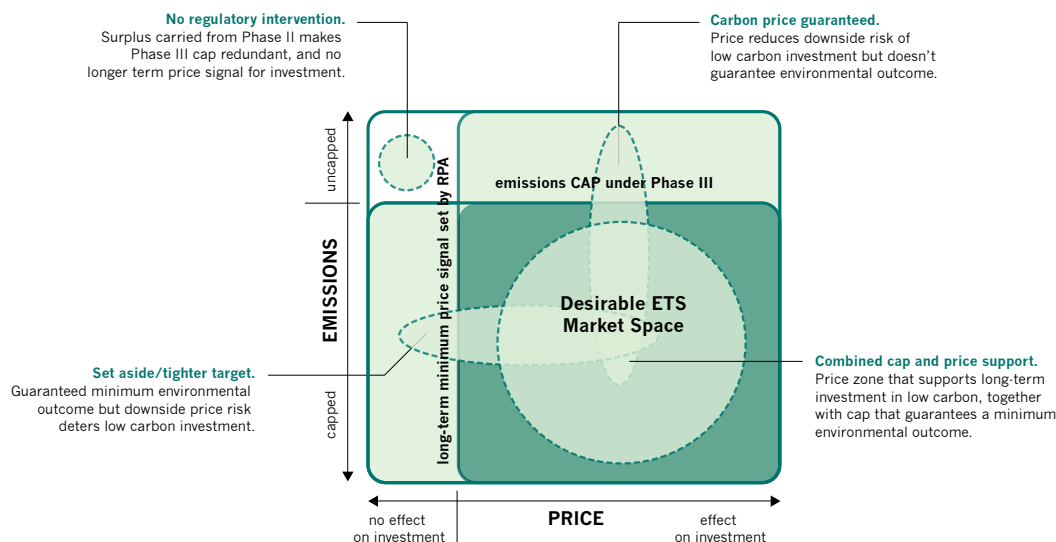 No regulatory intervention.
Surplus carried from Phase II makes
Phase III cap redundant, and no
longer term price signal for investment.
Carbon price guaranteed.
Price reduces downside risk of
low carbon investment but doesn't
guarantee environmental outcome.
uncapped
EMISSIONS
capped
long-term minimum price signal set by RPA
emissions CAP under Phase III
Desirable ETS
Market Space
Set aside/tighter target.
Guaranteed minimum environmental
outcome but downside price risk
deters low carbon investment.
Combined cap and price support.
Price zone that supports long-term
investment in low carbon, together
with cap that guarantees a minimum
environmental outcome.
no effect
on investment
PRICE
effect
on investment